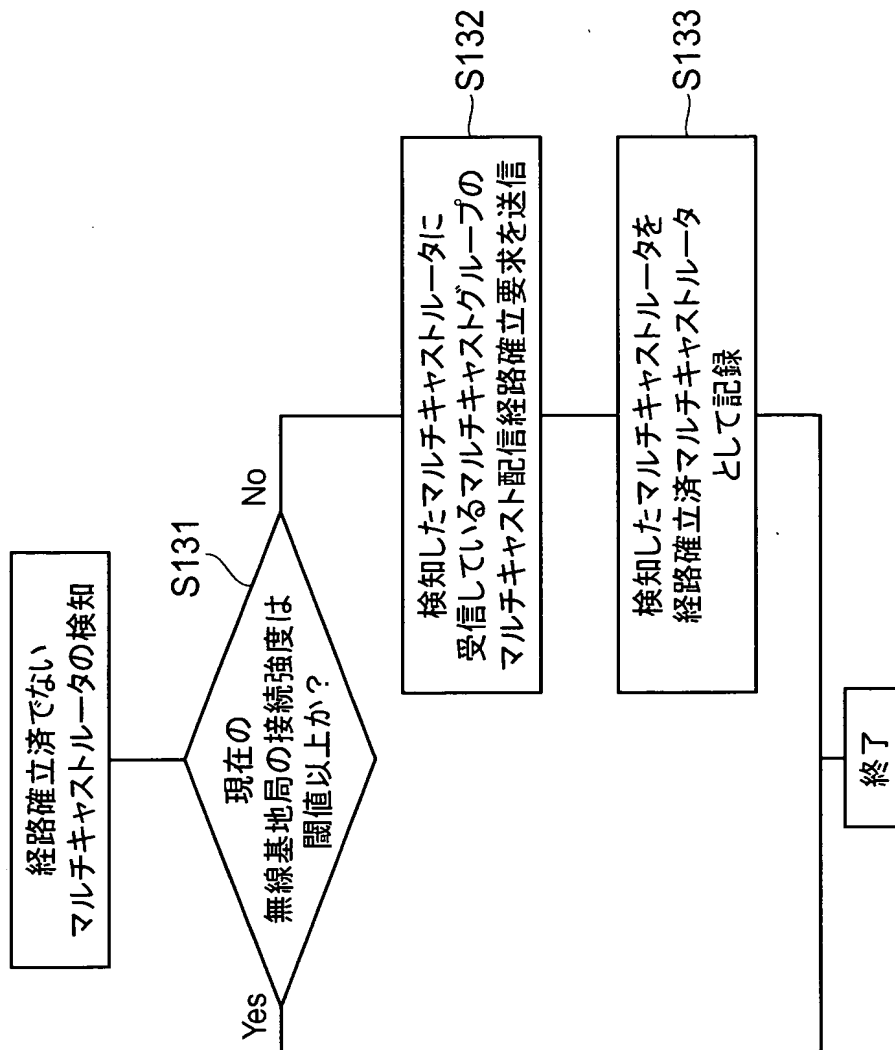 経路確立済でない
マルチキャストルータの検知
S131
現在の
無線基地局の接続強度は
閾値以上か？
Yes
No
S132
検知したマルチキャストルータに
受信しているマルチキャストグループの
マルチキャスト配信経路確立要求を送信
S133
検知したマルチキャストルータを
経路確立済マルチキャストルータ
として記録
終了